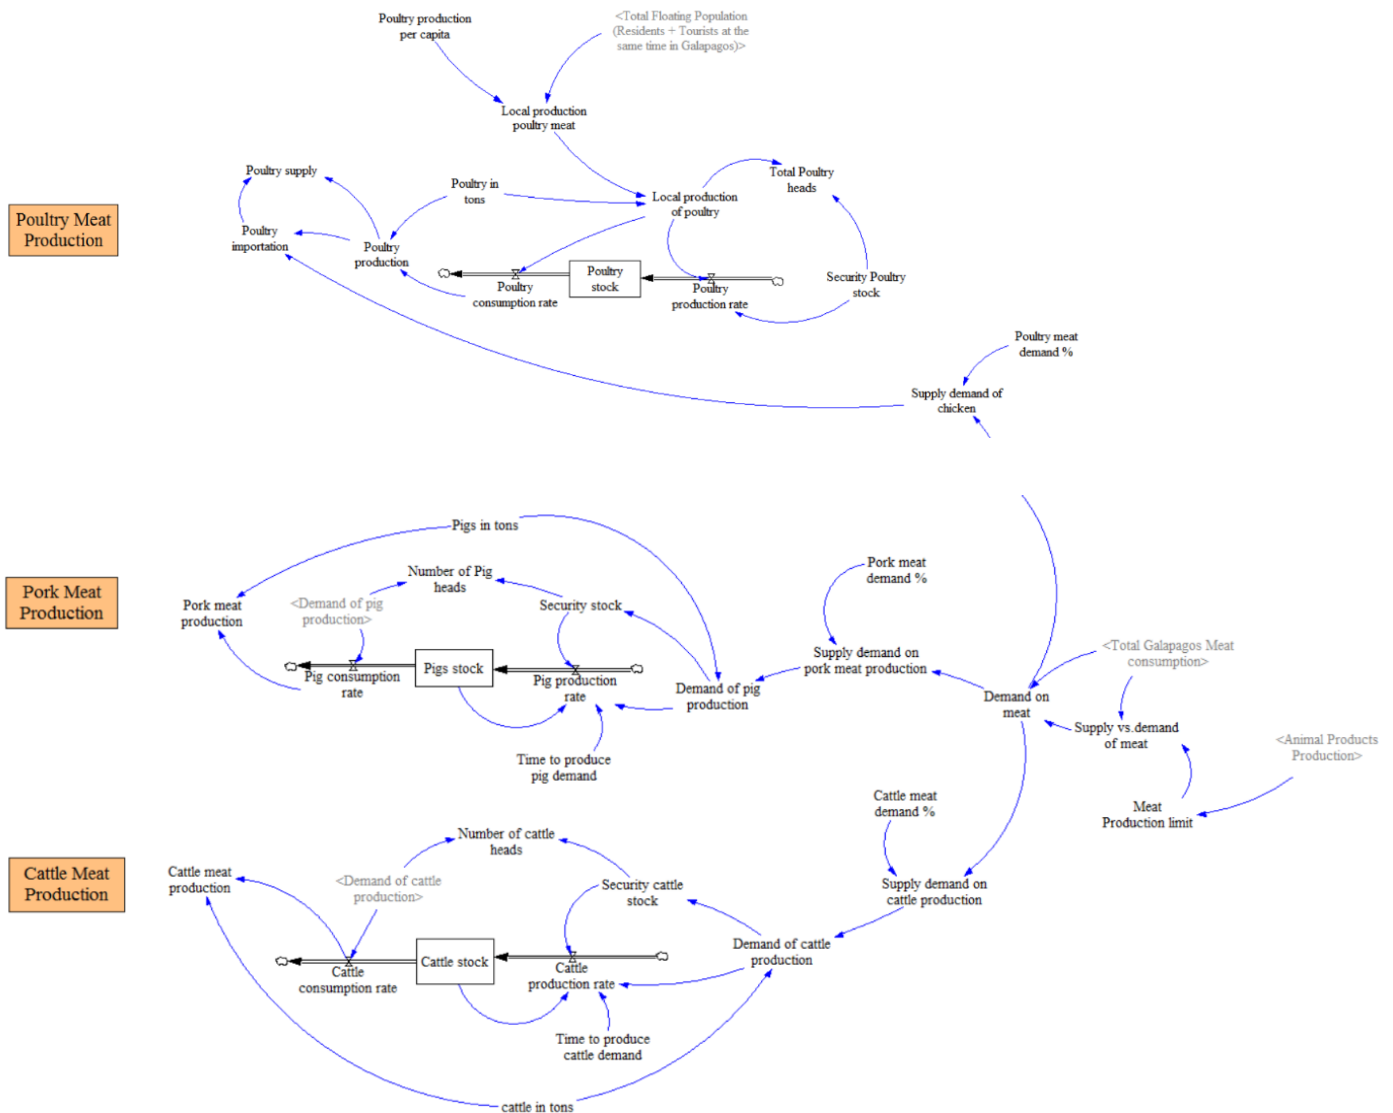 Poultry production
per capita
<Total Floating Population
(Residents + Tourists at the
same time in Galapagos)>
Local production
poultry meat
Poultry supply
Poultry in
tons
Local production
of poultry
Total Poultry
heads
Poultry Meat
Production
Poultry
importation
Poultry
production
Poultry
consumption rate
Poultry
stock
Poultry
production rate
Security Poultry
stock
Poultry meat
demand %
Supply demand of
chicken
Pigs in tons
Number of Pig
heads
Pork meat
demand %
Pork Meat
Production
Pork meat
production
<Demand of pig
production>
Security stock
Pig consumption
rate
Pigs stock
Pig production
rate
Demand of pig
production
Supply demand on
pork meat production
<Total Galapagos Meat
consumption>
Demand on
meat
Supply vs.demand
of meat
<Animal Products
Production>
Time to produce
pig demand
Meat
Production limit
Cattle meat
demand %
Number of cattle
heads
Cattle Meat
Production
Cattle meat
production
<Demand of cattle
production>
Security cattle
stock
Supply demand on
cattle production
Cattle
consumption rate
Cattle stock
Cattle
production rate
Demand of cattle
production
Time to produce
cattle demand
cattle in tons